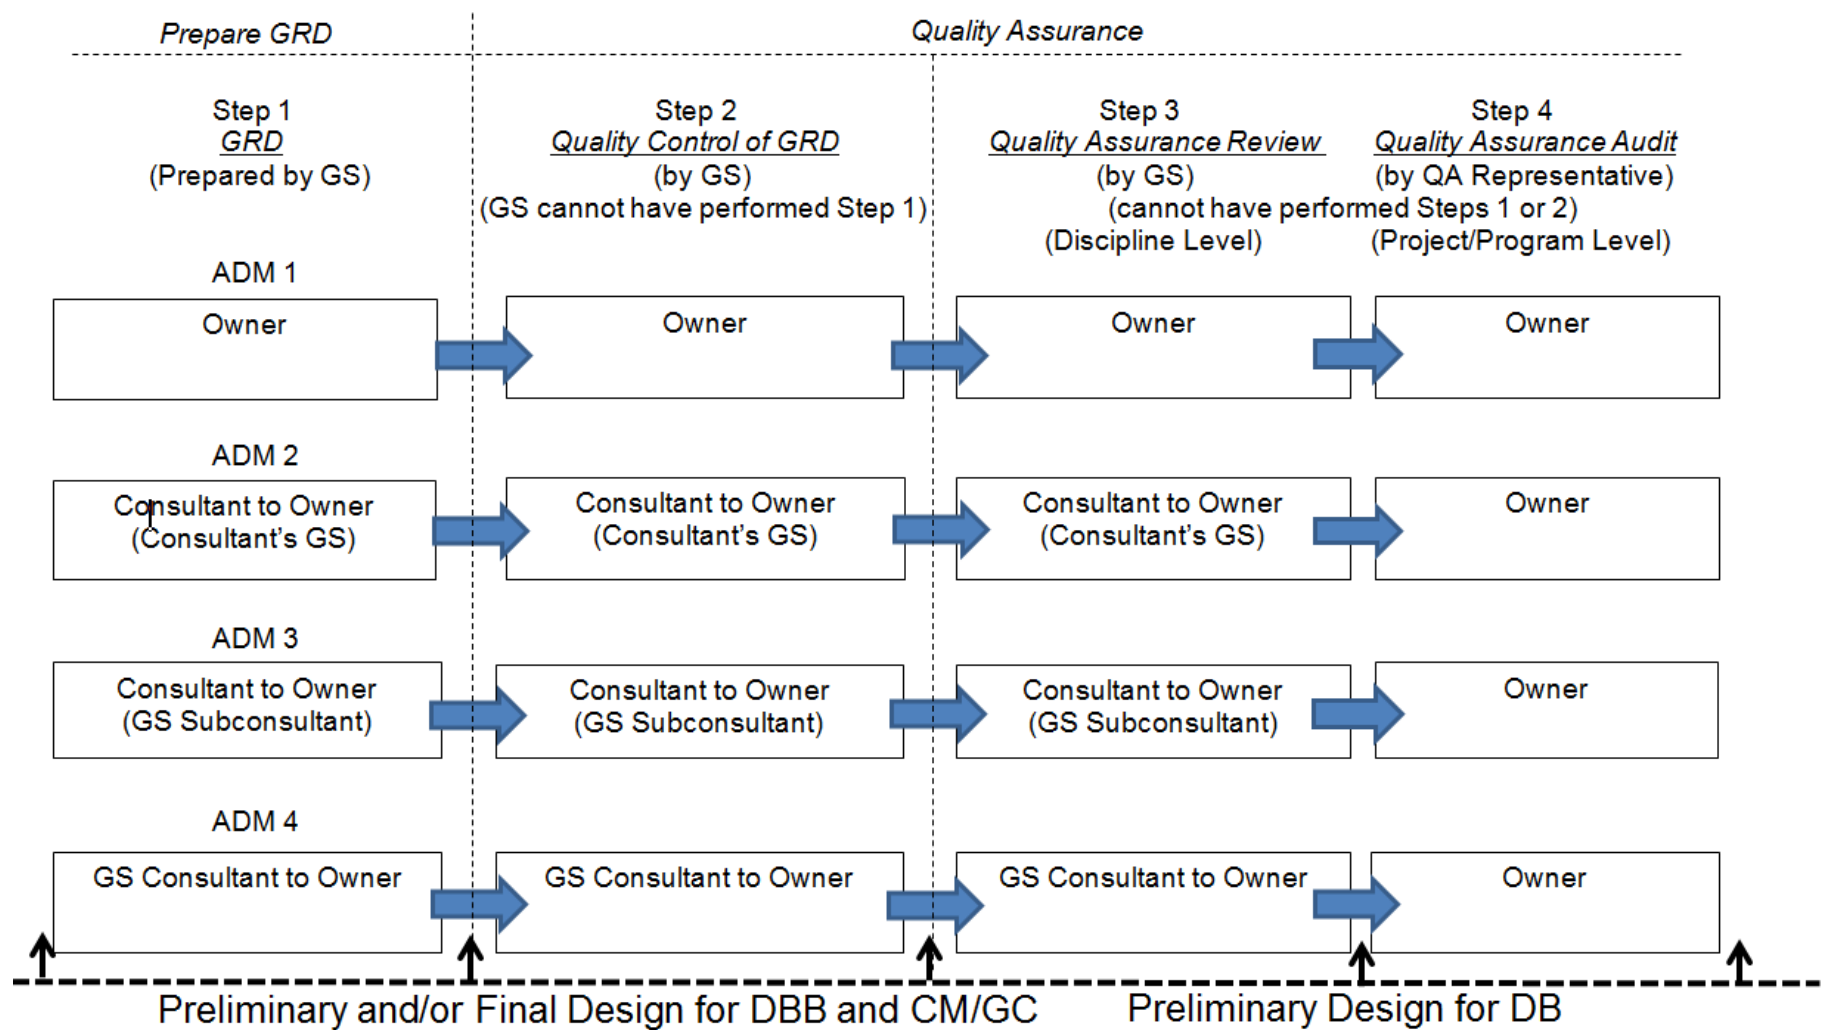 Prepare GRD
Quality Assurance
Step 1
GRD
(Prepared by GS)
Step 2
Quality Control of GRD
(by GS)
(GS cannot have performed Step 1)
Step 3
Quality Assurance Review
(by GS)
Step 4
Quality Assurance Audit
(by QA Representative)
(cannot have performed Steps 1 or 2)
(Discipline Level)
(Project/Program Level)
ADM 1
Owner
Owner
Owner
Owner
ADM 2
Consultant to Owner
(Consultant’s GS)
Consultant to Owner
(Consultant’s GS)
Consultant to Owner
(Consultant’s GS)
Owner
ADM 3
Consultant to Owner
(GS Subconsultant)
Consultant to Owner
(GS Subconsultant)
Consultant to Owner
(GS Subconsultant)
Owner
ADM 4
GS Consultant to Owner
GS Consultant to Owner
GS Consultant to Owner
Owner
Preliminary and/or Final Design for DBB and CM/GC
Preliminary Design for DB